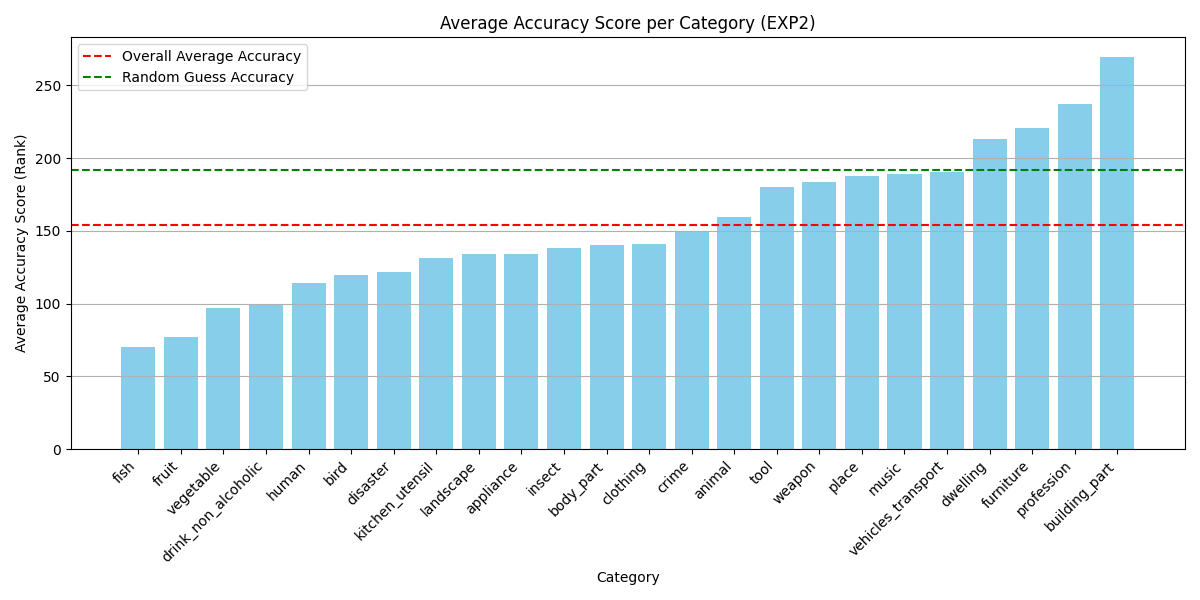 Average Accuracy Score per Category (EXP2)
Overall Average Accuracy
Random Guess Accuracy
Average Accuracy Score (Rank)
250
200
150
100
50
0
fish
fruit
vegetable
drink_non_alcoholic
human
bird
disaster
kitchen_utensil
landscape
appliance
insect
body_part
clothing
crime
animal
tool
weapon
place
music
vehicles_transport
dwelling
furniture
profession
building_part
Category